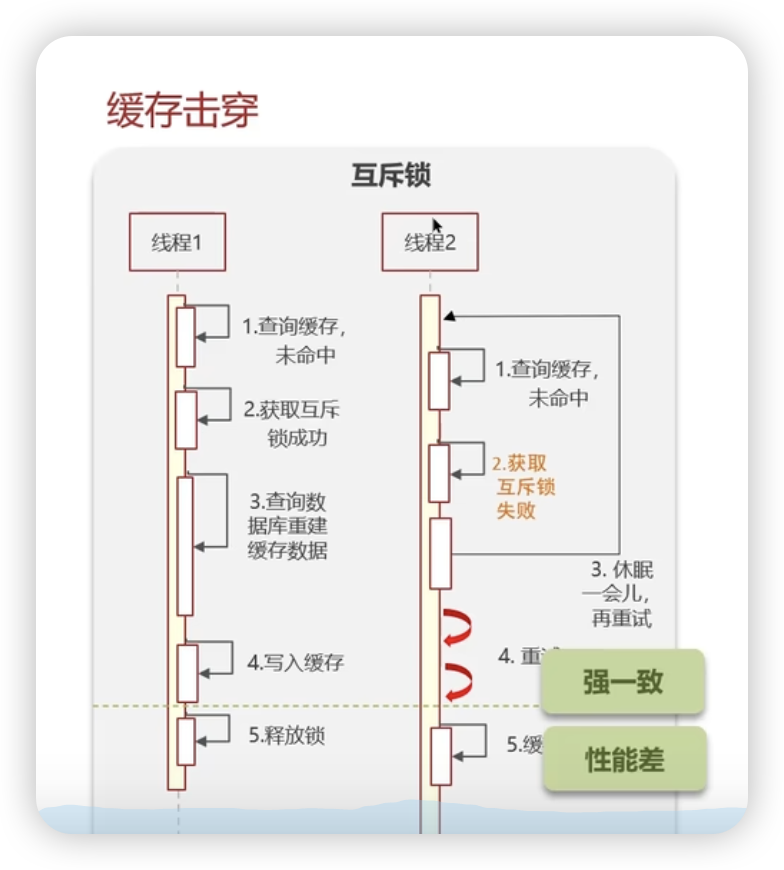 缓存击穿
互斥锁
线程1
线程2
1.查询缓存，
未命中
2.获取互斥
锁成功
3.查询数
据库重建
缓存数据
4.写入缓存
5.释放锁
1.查询缓存，
未命中
2.获取
互斥锁
失败
3. 休眠
一会儿，
再重试
4. 重
5.缓
强一致
性能差